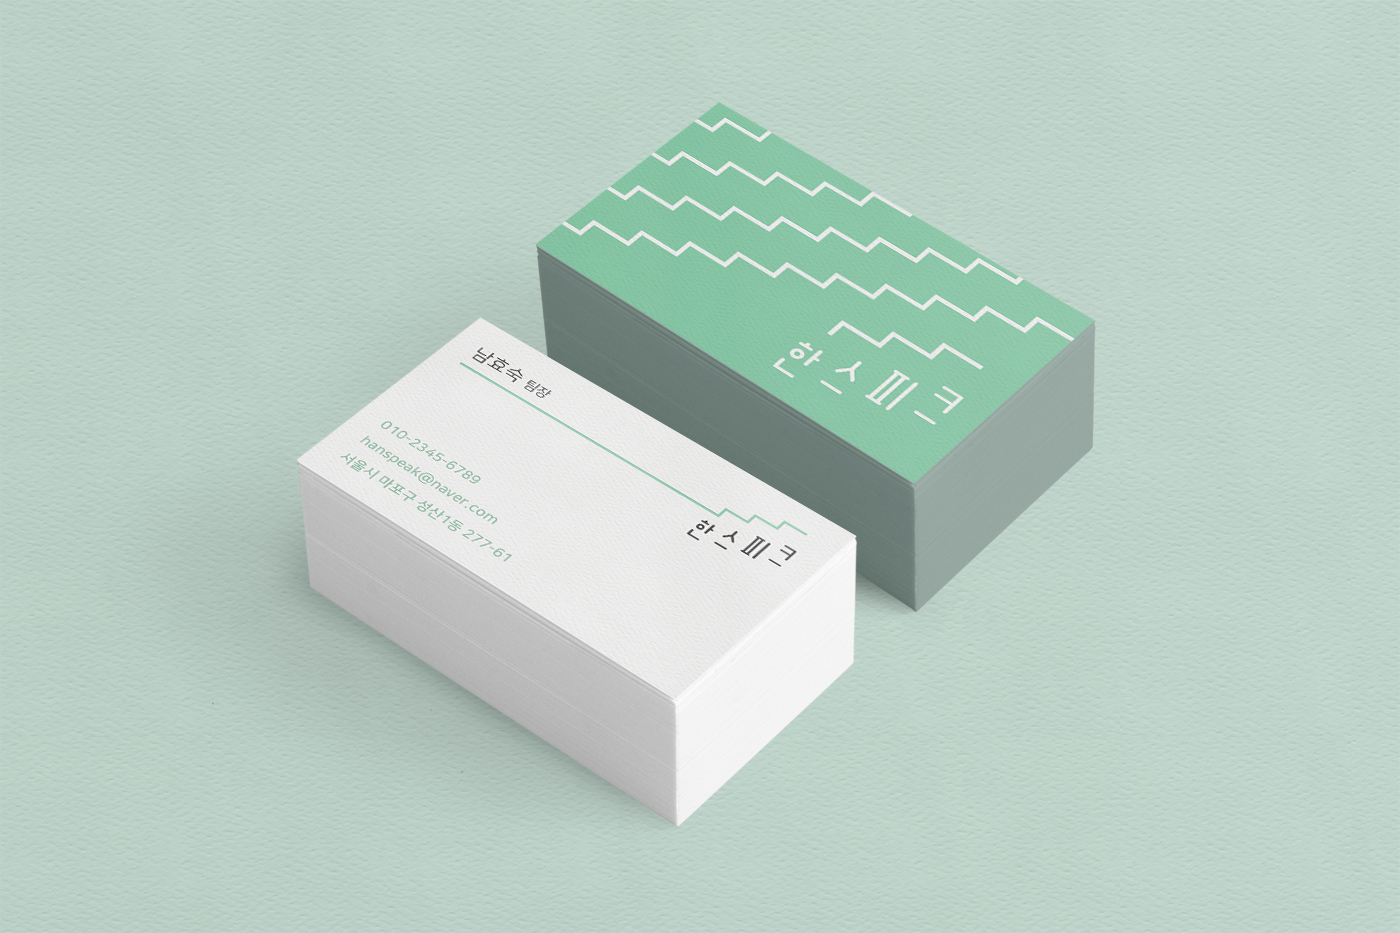 한스피크
남효숙 팀장
010-2345-6789
hanspeak@naver.com
서울시 마포구 성산1동 277-61
한스피크